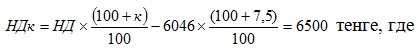 НДк = НД × (100 + к)/100 − 6046 × (100 + 7,5)/100 = 6500 тенге, где